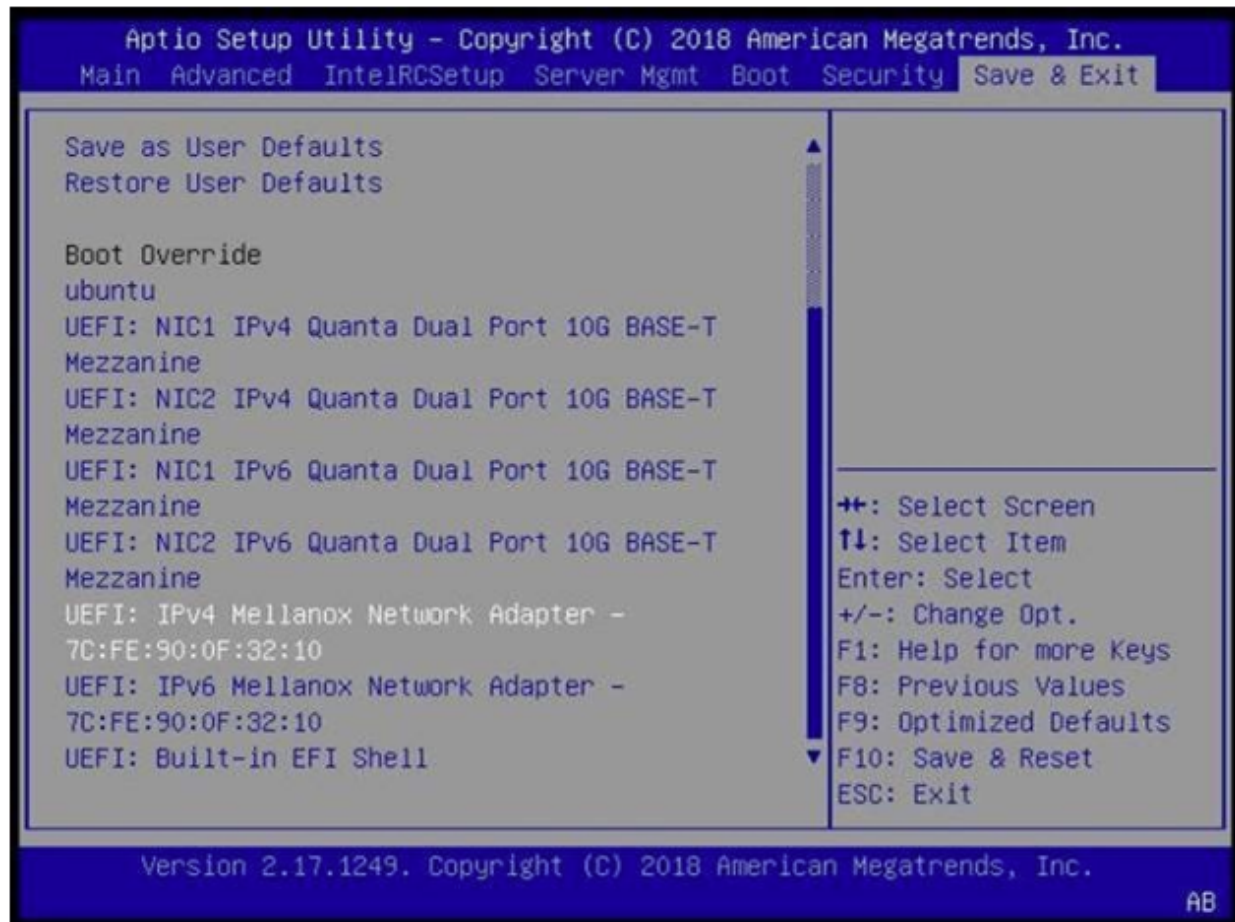 Aptio Setup Utility – Copyright (C) 2018 American Megatrends, Inc.
Main Advanced IntelRCSetup Server Mgmt Boot Security Save & Exit
Save as User Defaults
Restore User Defaults
Boot Override
ubuntu
UEFI: NIC1 IPv4 Quanta Dual Port 10G BASE-T
Mezzanine
UEFI: NIC2 IPv4 Quanta Dual Port 10G BASE-T
Mezzanine
UEFI: NIC1 IPv6 Quanta Dual Port 10G BASE-T
Mezzanine
UEFI: NIC2 IPv6 Quanta Dual Port 10G BASE-T
Mezzanine
UEFI: IPv4 Mellanox Network Adapter -
7C:FE:90:0F:32:10
UEFI: IPv6 Mellanox Network Adapter -
7C:FE:90:0F:32:10
UEFI: Built-in EFI Shell
→←: Select Screen
↑↓: Select Item
Enter: Select
+/-: Change Opt.
F1: Help for more Keys
F8: Previous Values
F9: Optimized Defaults
F10: Save & Reset
ESC: Exit
Version 2.17.1249. Copyright (C) 2018 American Megatrends, Inc.
AB